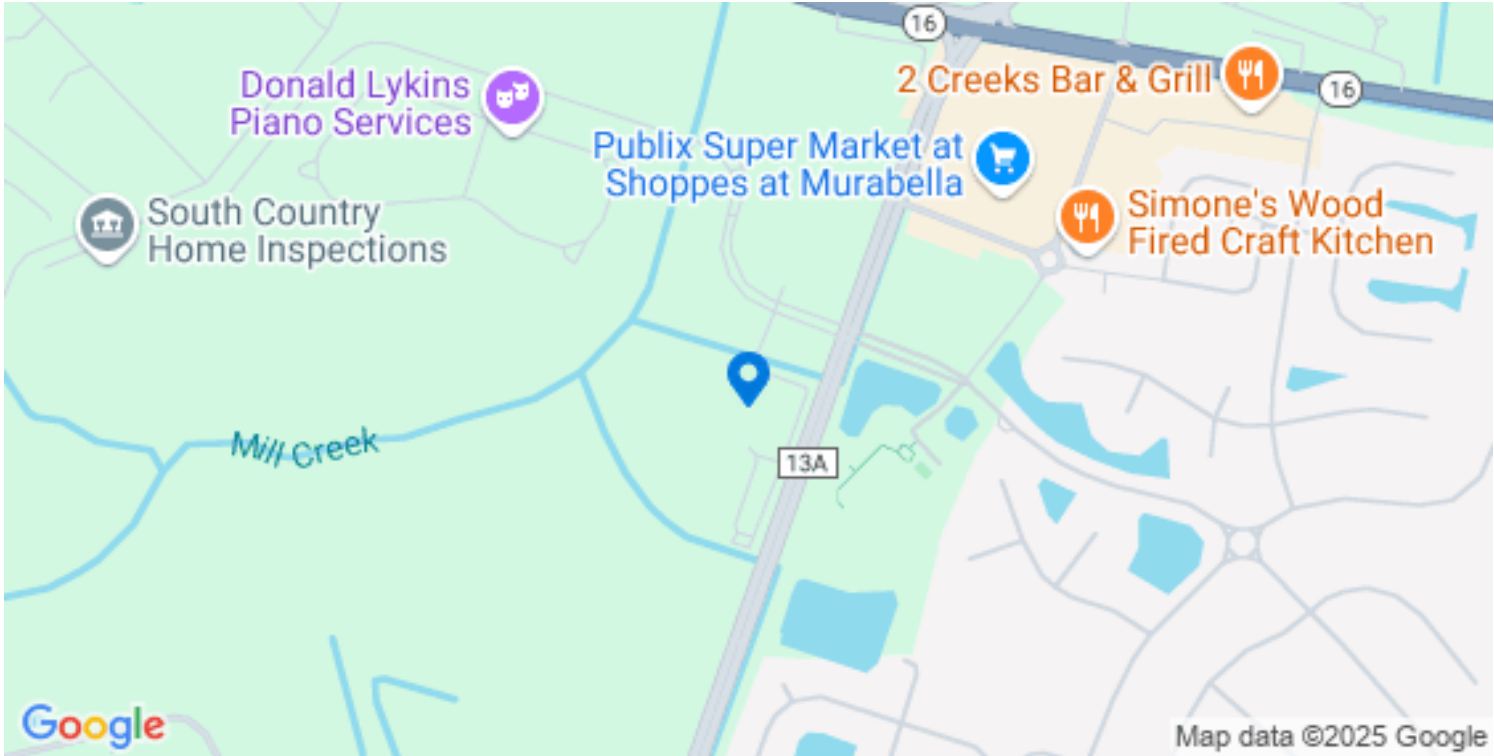 16
2 Creeks Bar & Grill
16
Donald Lykins
Piano Services
Publix Super Market at
Shoppes at Murabella
South Country
Home Inspections
Simone's Wood
Fired Craft Kitchen
Mill Creek
13A
Google
Map data ©2025 Google